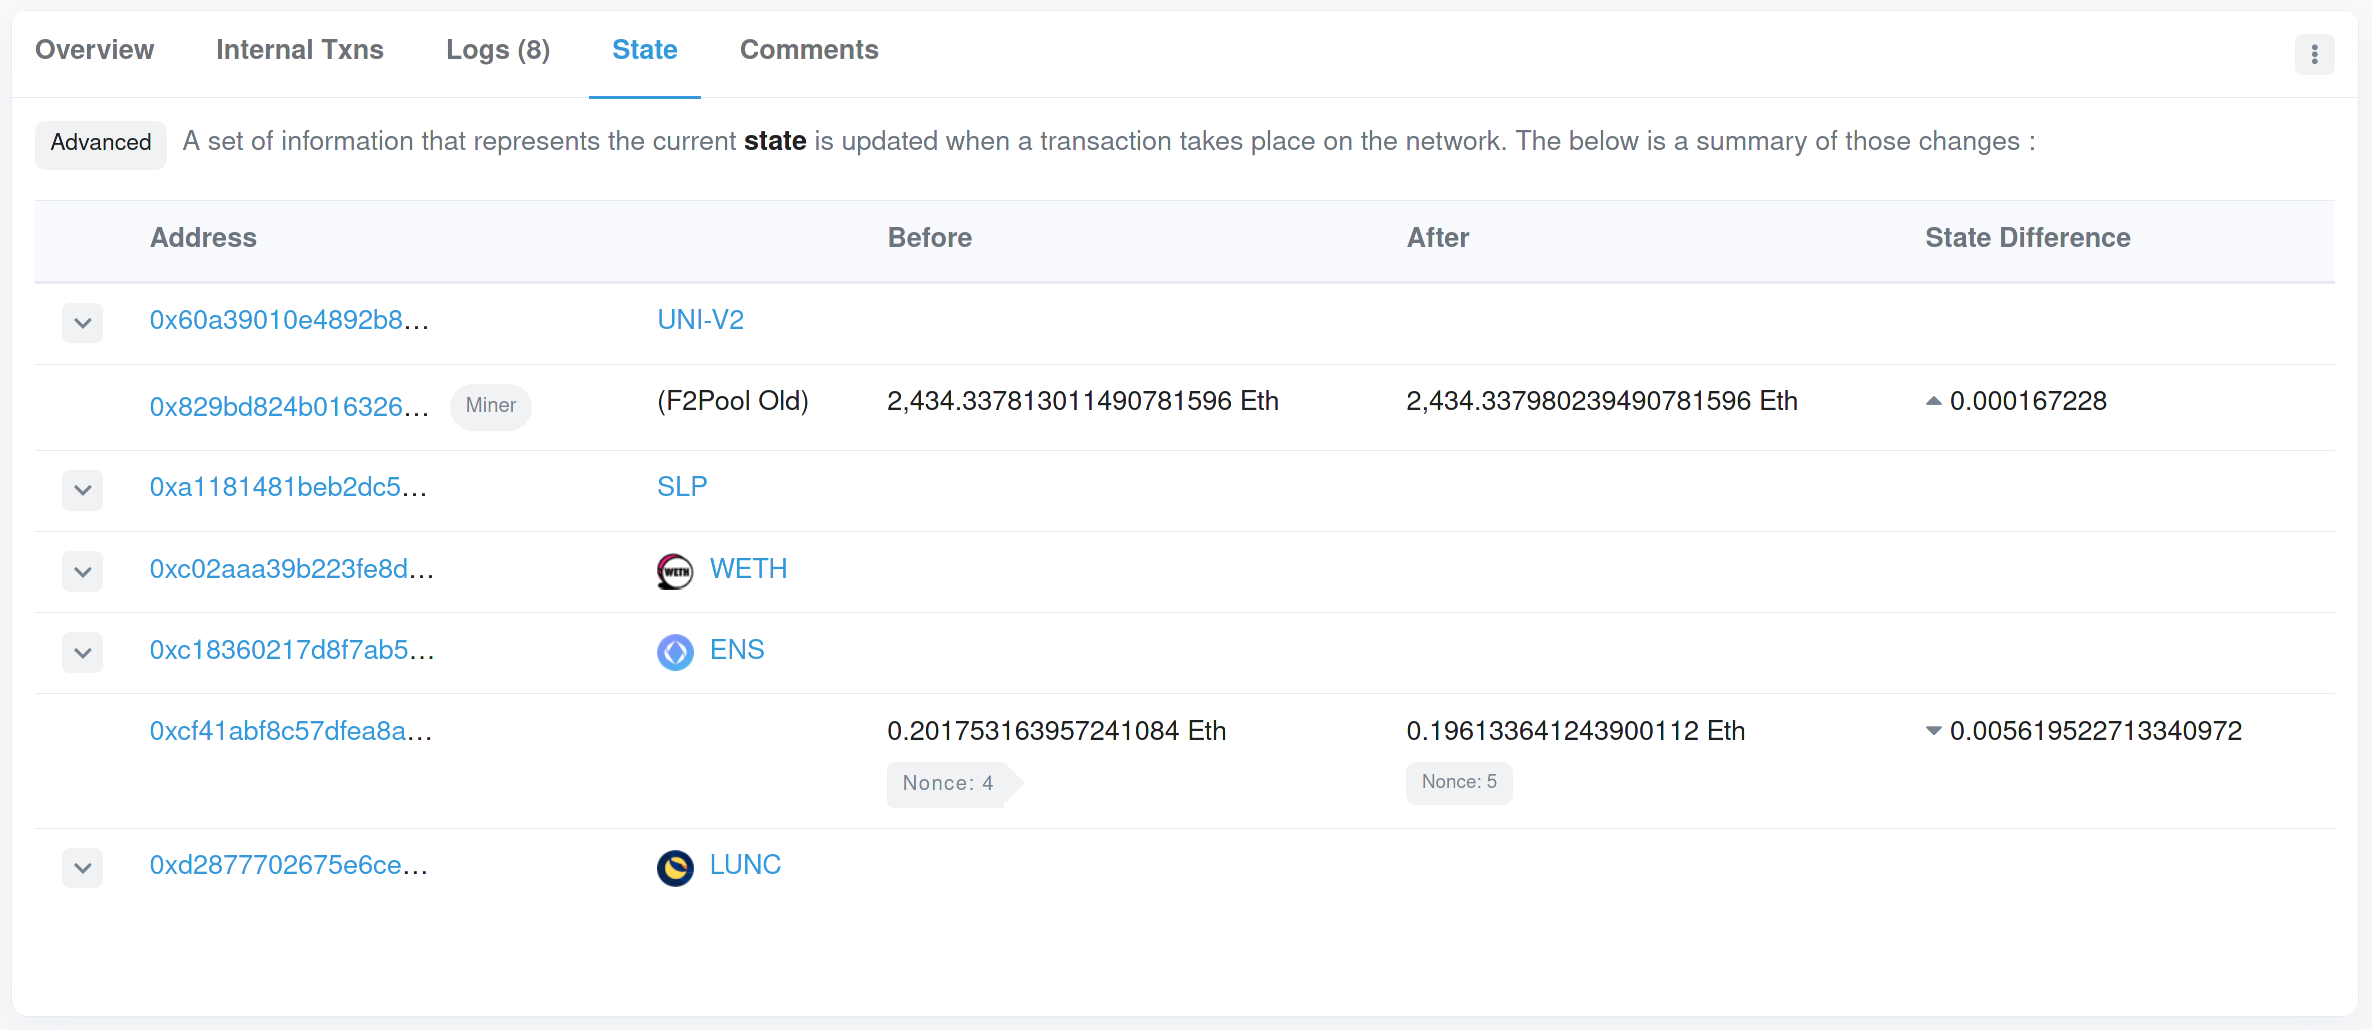 Overview Internal Txns Logs (8) State Comments
Advanced A set of information that represents the current state is updated when a transaction takes place on the network. The below is a summary of those changes :
Address Before After State Difference
0x60a39010e4892b8... UNI-V2
0x829bd824b016326... Miner (F2Pool Old) 2,434.337813011490781596 Eth 2,434.337980239490781596 Eth 0.000167228
0xa1181481beb2dc5... SLP
0xc02aaa39b223fe8d... WETH WETH
0xc18360217d8f7ab5... ENS
0xcf41abf8c57dfea8a... 0.201753163957241084 Eth 0.196133641243900112 Eth 0.005619522713340972
Nonce: 4 Nonce: 5
0xd2877702675e6ce... LUNC